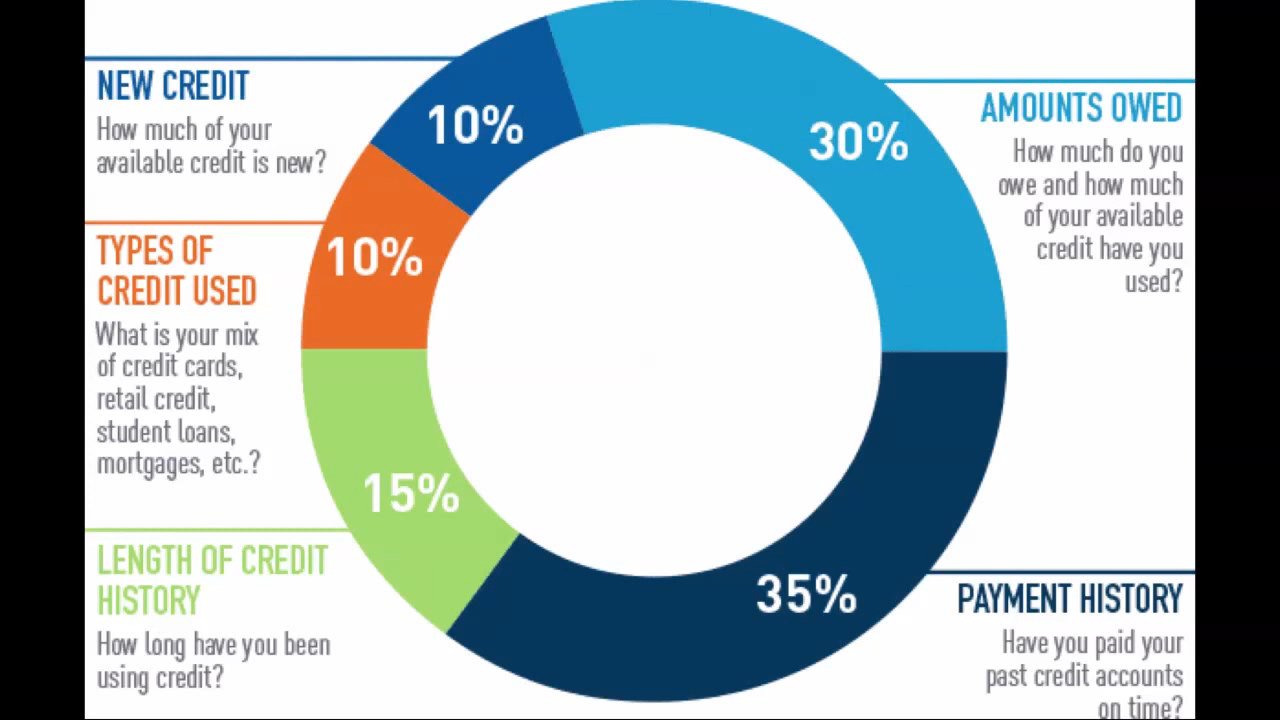 NEW CREDIT
How much of your
available credit is new?
10%
TYPES OF
CREDIT USED
What is your mix
of credit cards,
retail credit,
student loans,
mortgages, etc.?
10%
LENGTH OF CREDIT
HISTORY
How long have you been
using credit?
15%
30%
AMOUNTS OWED
How much do you
owe and how much
of your available
credit have you
used?
35%
PAYMENT HISTORY
Have you paid your
past credit accounts
on time?